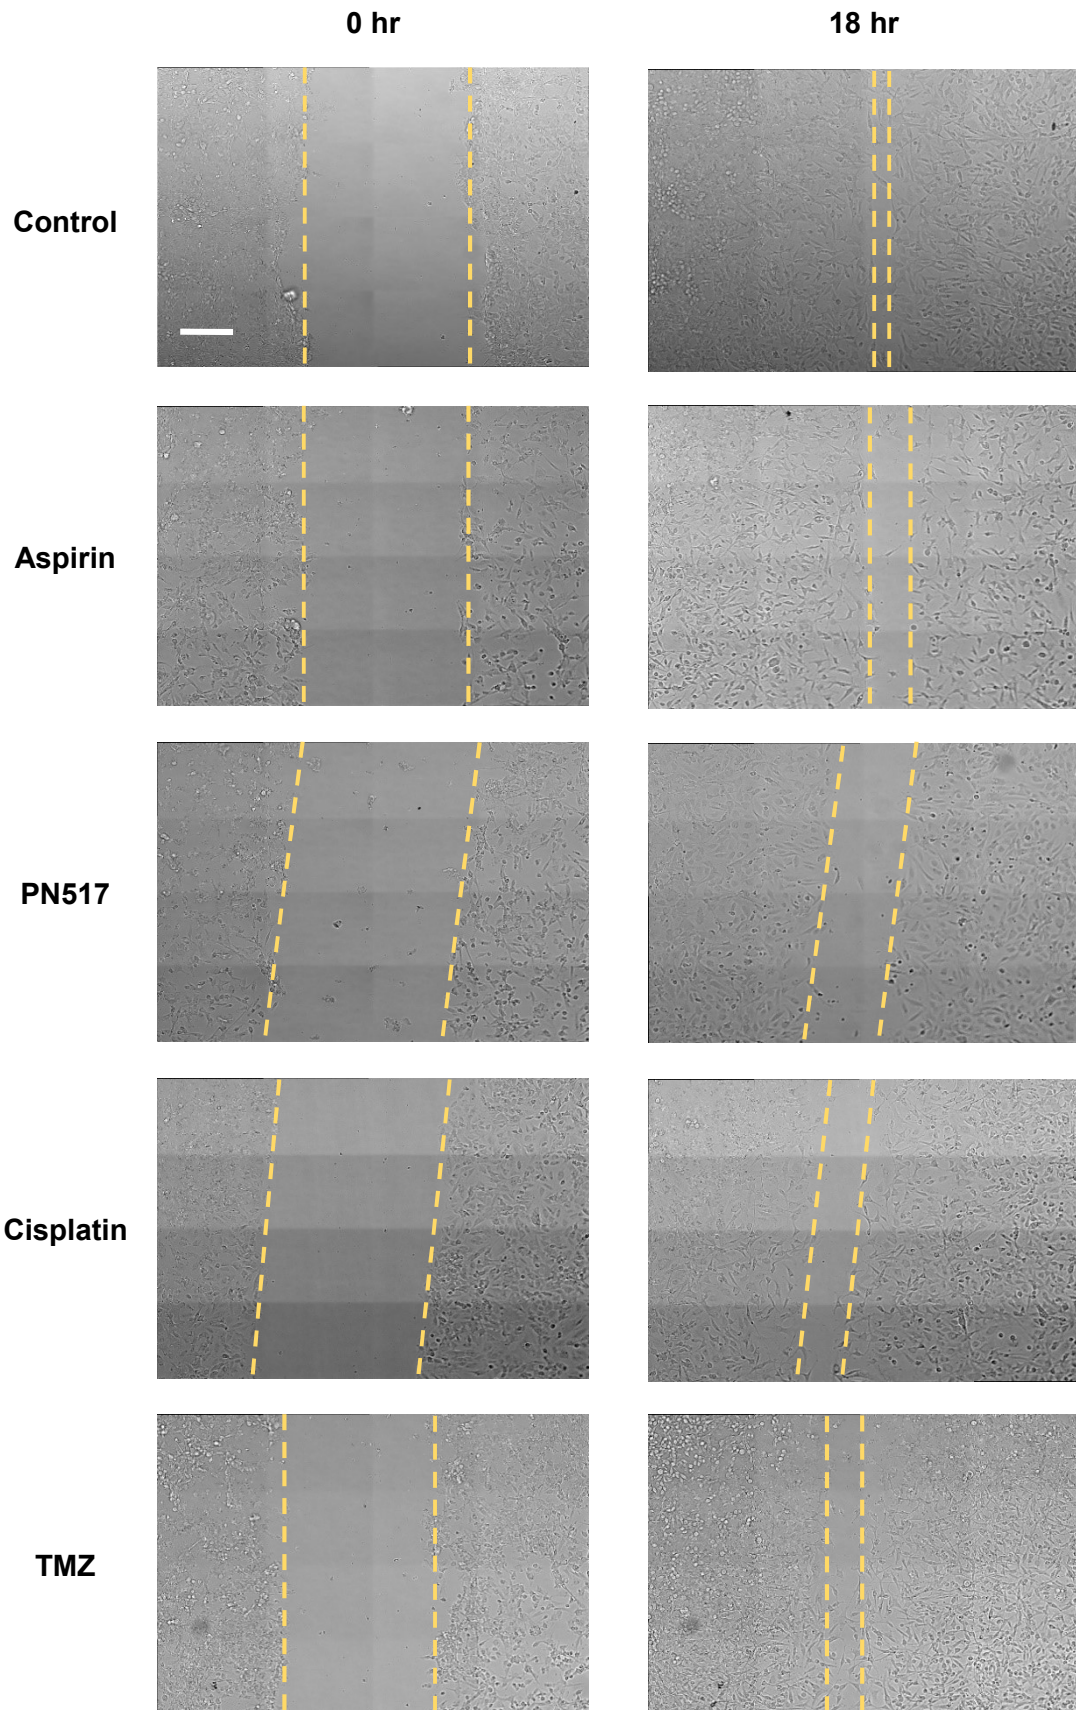 0 hr
18 hr
Control
Aspirin
PN517
Cisplatin
TMZ